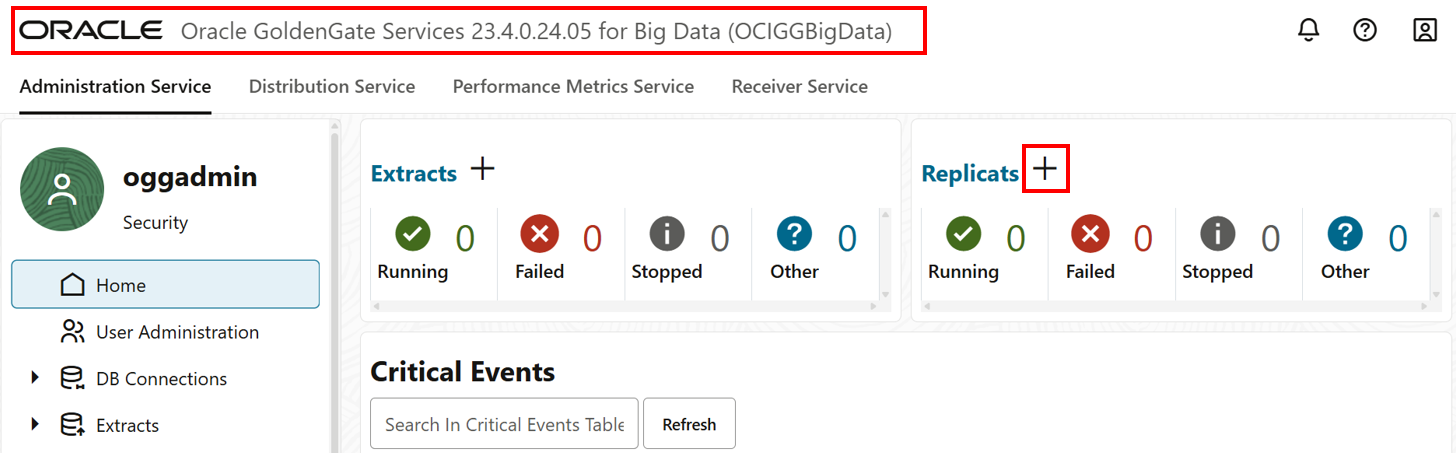 ORACLE Oracle GoldenGate Services 23.4.0.24.05 for Big Data (OCIGGBigData)
Administration Service Distribution Service Performance Metrics Service Receiver Service
oggadmin
Security
Home
User Administration
DB Connections
Extracts
Extracts
0 0 0 0
Running Failed Stopped Other
Replicats
0 0 0 0
Running Failed Stopped Other
Critical Events
Search In Critical Events Table Refresh